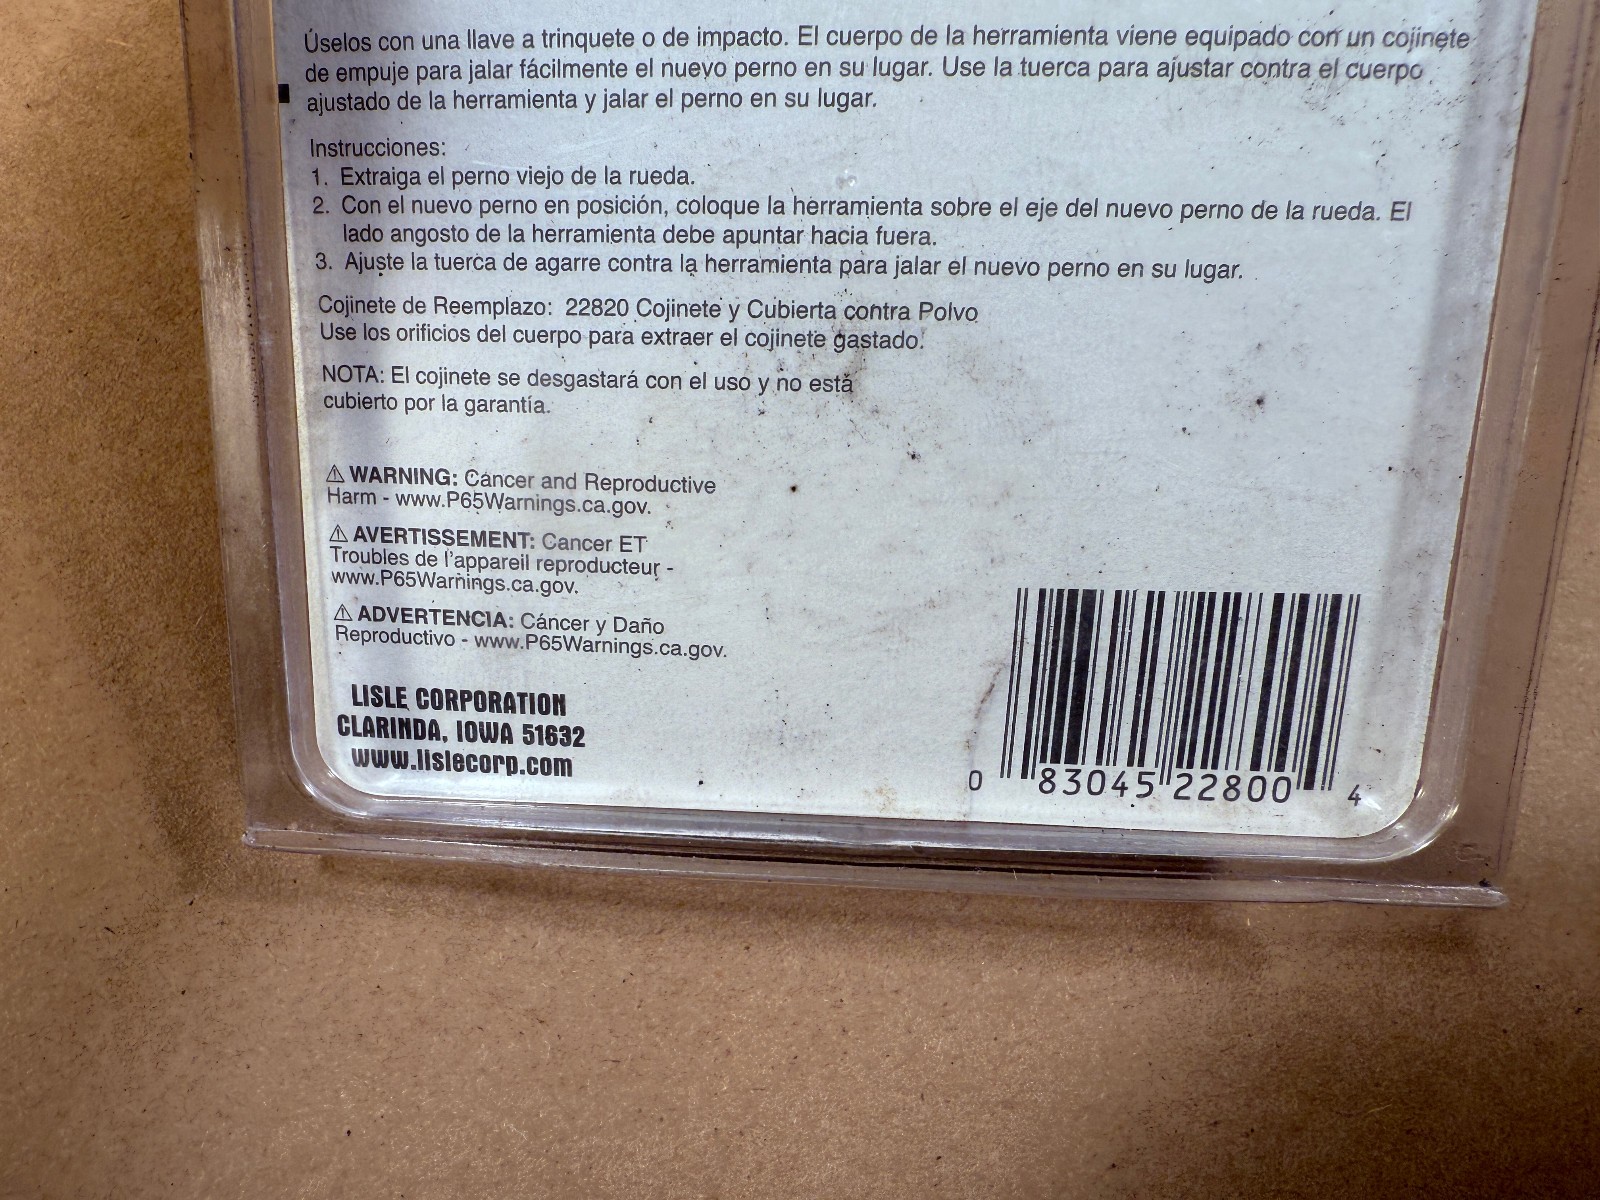 Úselos con una llave a trinquete o de impacto. El cuerpo de la herramienta viene equipado con un cojinete
de empuje para jalar fácilmente el nuevo perno en su lugar. Use la tuerca para ajustar contra el cuerpo
ajustado de la herramienta y jalar el perno en su lugar.
Instrucciones:
1. Extraiga el perno viejo de la rueda.
2. Con el nuevo perno en posición, coloque la herramienta sobre el eje del nuevo perno de la rueda. El
lado angosto de la herramienta debe apuntar hacia fuera.
3. Ajuste la tuerca de agarre contra la herramienta para jalar el nuevo perno en su lugar.
Cojinete de Reemplazo: 22820 Cojinete y Cubierta contra Polvo
Use los orificios del cuerpo para extraer el cojinete gastado.
NOTA: El cojinete se desgastará con el uso y no está
cubierto por la garantía.
⚠ WARNING: Cancer and Reproductive
Harm - www.P65Warnings.ca.gov.
⚠ AVERTISSEMENT: Cancer ET
Troubles de l'appareil reproducteur -
www.P65Warnings.ca.gov.
⚠ ADVERTENCIA: Cáncer y Daño
Reproductivo - www.P65Warnings.ca.gov.
LISLE CORPORATION
CLARINDA, IOWA 51632
www.lislecorp.com
0 83045 22800 4